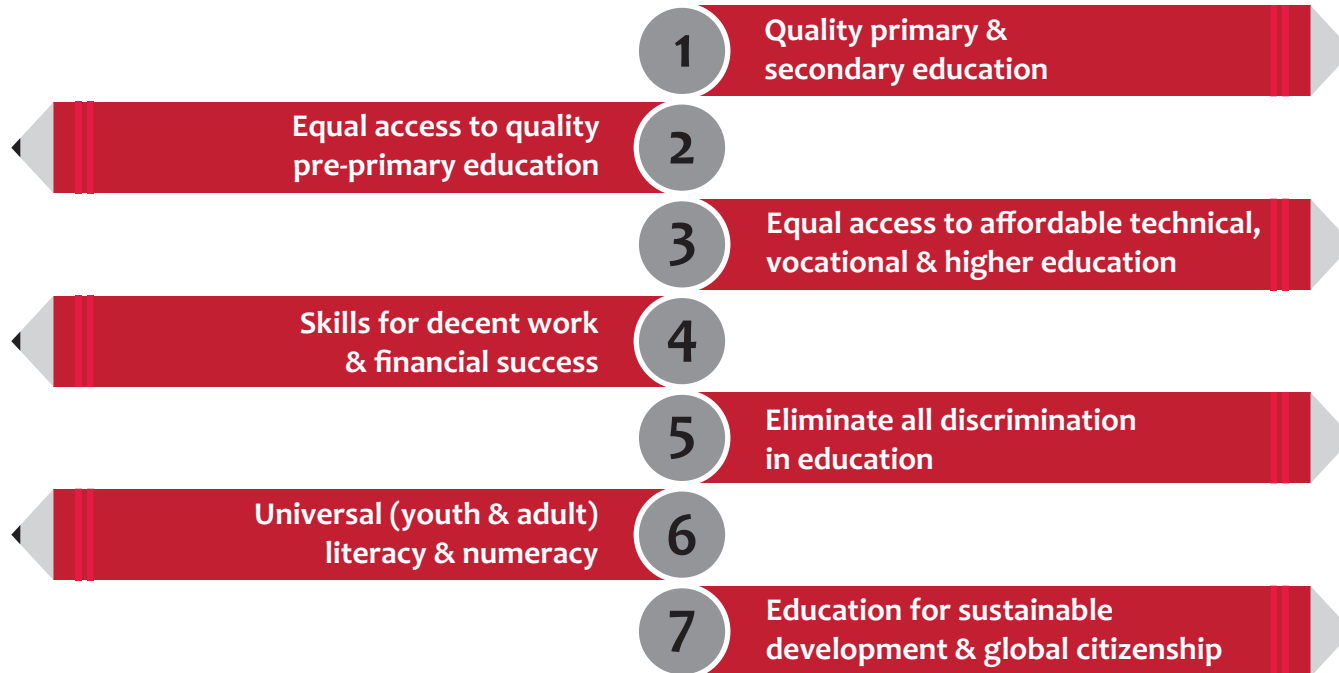 1
Quality primary &
secondary education
Equal access to quality
pre-primary education
2
3
Equal access to affordable technical,
vocational & higher education
Skills for decent work
& financial success
4
5
Eliminate all discrimination
in education
Universal (youth & adult)
literacy & numeracy
6
7
Education for sustainable
development & global citizenship